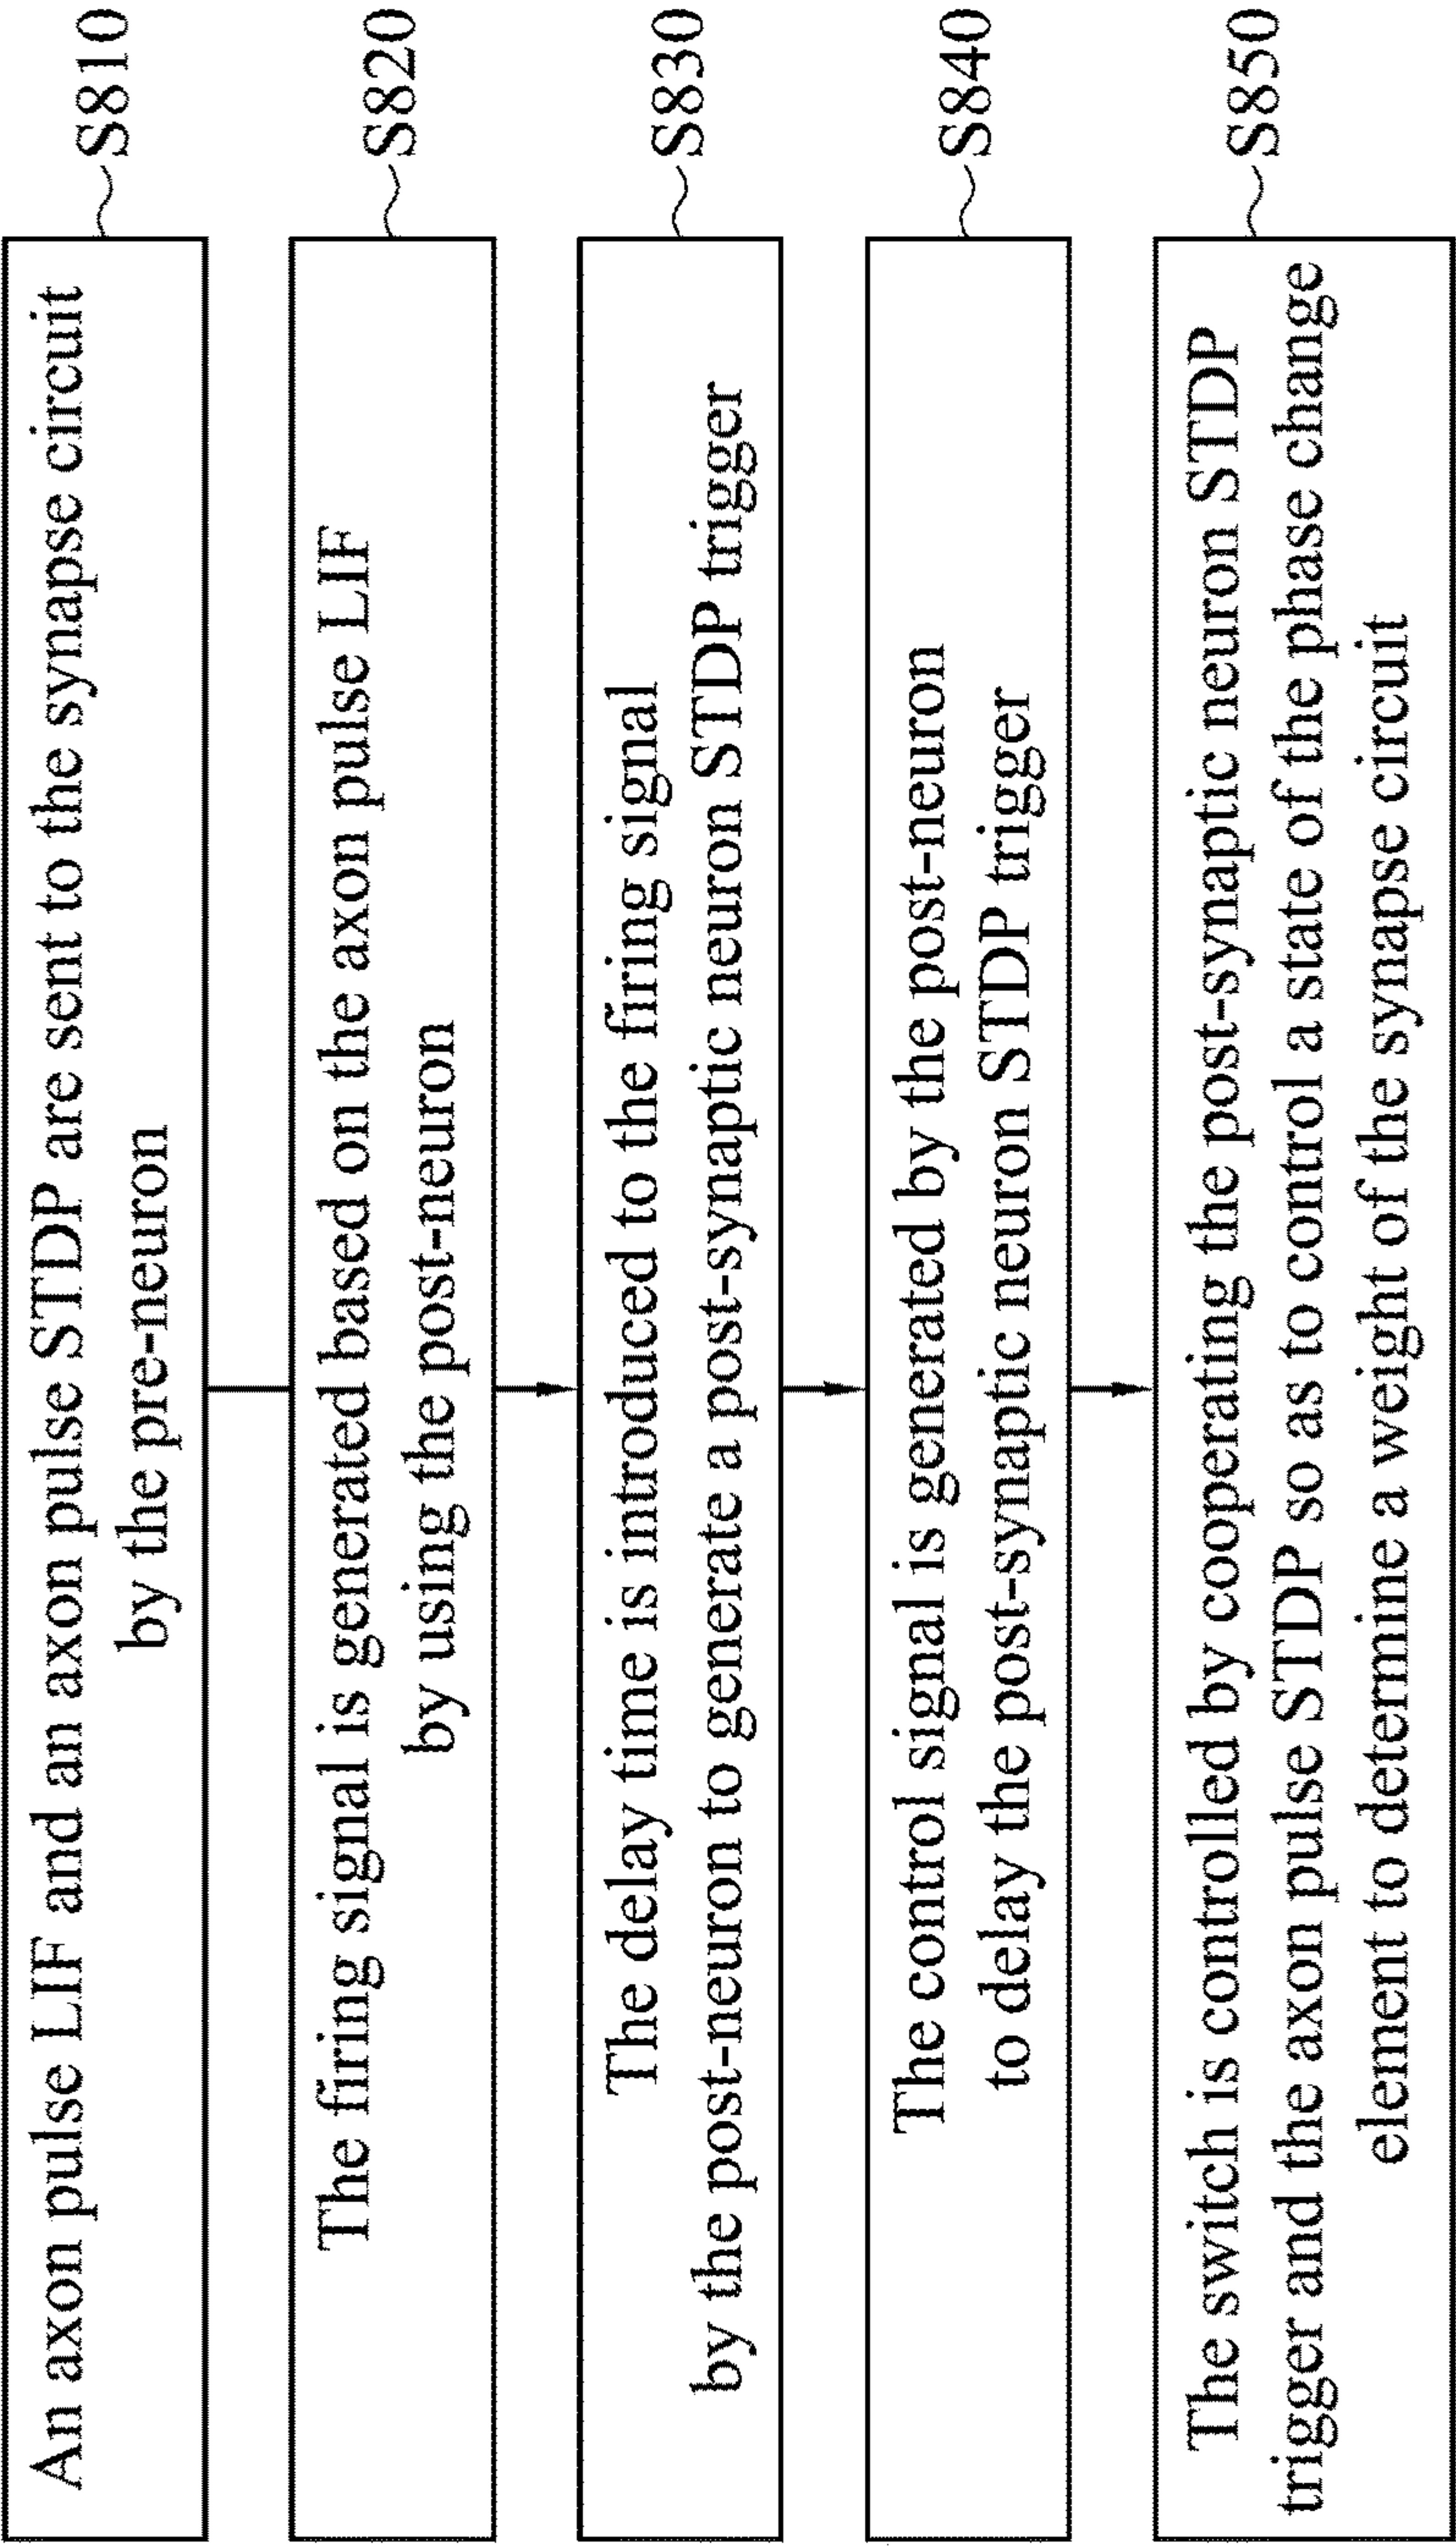 An axon pulse LIF and an axon pulse STDP are sent to the synapse circuit
by the pre-neuron
S810
The firing signal is generated based on the axon pulse LIF
by using the post-neuron
S820
The delay time is introduced to the firing signal
by the post-neuron to generate a post-synaptic neuron STDP trigger
S830
The control signal is generated by the post-neuron
to delay the post-synaptic neuron STDP trigger
S840
The switch is controlled by cooperating the post-synaptic neuron STDP
trigger and the axon pulse STDP so as to control a state of the phase change
element to determine a weight of the synapse circuit
S850